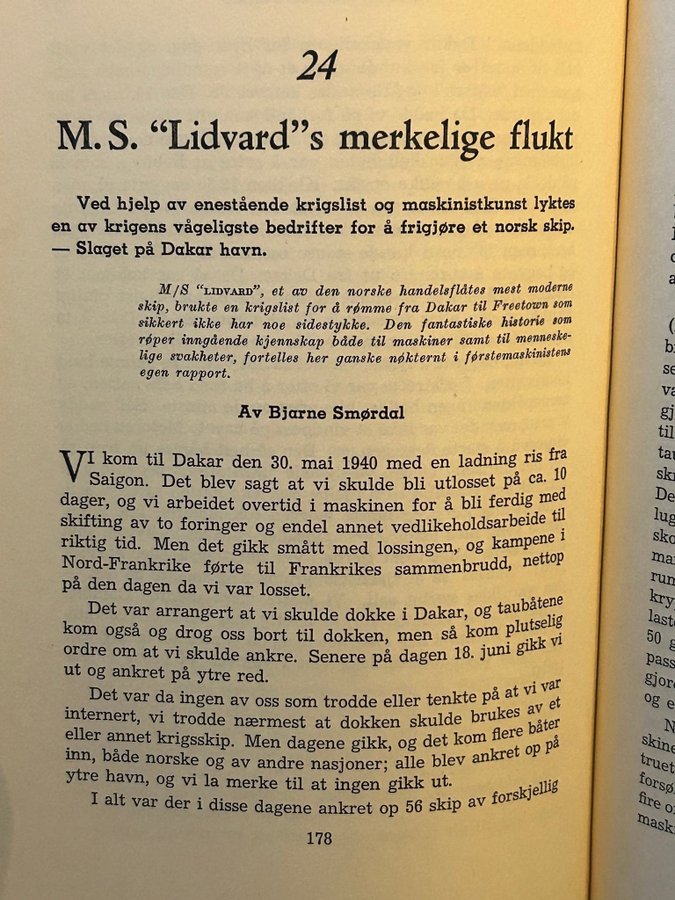 24
M.S. “Lidvard”s merkelige flukt
Ved hjelp av enestående krigslist og maskinistkunst lyktes
en av krigens vågeligste bedrifter for å frigjøre et norsk skip.
— Slaget på Dakar havn.
M/S “LIDVARD”, et av den norske handelsflåtes mest moderne
skip, brukte en krigslist for å rømme fra Dakar til Freetown som
sikkert ikke har noe sidestykke. Den fantastiske historie som
røper inngående kjennskap både til maskiner samt til menneske-
lige svakheter, fortelles her ganske nøkternt i førstemaskinistens
egen rapport.
Av Bjarne Smørdal
VI kom til Dakar den 30. mai 1940 med en ladning ris fra
Saigon. Det blev sagt at vi skulde bli utlosset på ca. 10
dager, og vi arbeidet overtid i maskinen for å bli ferdig med
skifting av to foringer og endel annet vedlikeholdsarbeide til
riktig tid. Men det gikk smått med lossingen, og kampene i
Nord-Frankrike førte til Frankrikes sammenbrudd, nettop
på den dagen da vi var losset.
Det var arrangert at vi skulde dokke i Dakar, og taubåtene
kom også og drog oss bort til dokken, men så kom plutselig
ordre om at vi skulde ankre. Senere på dagen 18. juni gikk vi
ut og ankret på ytre red.
Det var da ingen av oss som trodde eller tenkte på at vi var
internert, vi trodde nærmest at dokken skulde brukes av et
eller annet krigsskip. Men dagene gikk, og det kom flere båter
inn, både norske og av andre nasjoner; alle blev ankret op på
ytre havn, og vi la merke til at ingen gikk ut.
I alt var der i disse dagene ankret op 56 skip av forskjellig
178